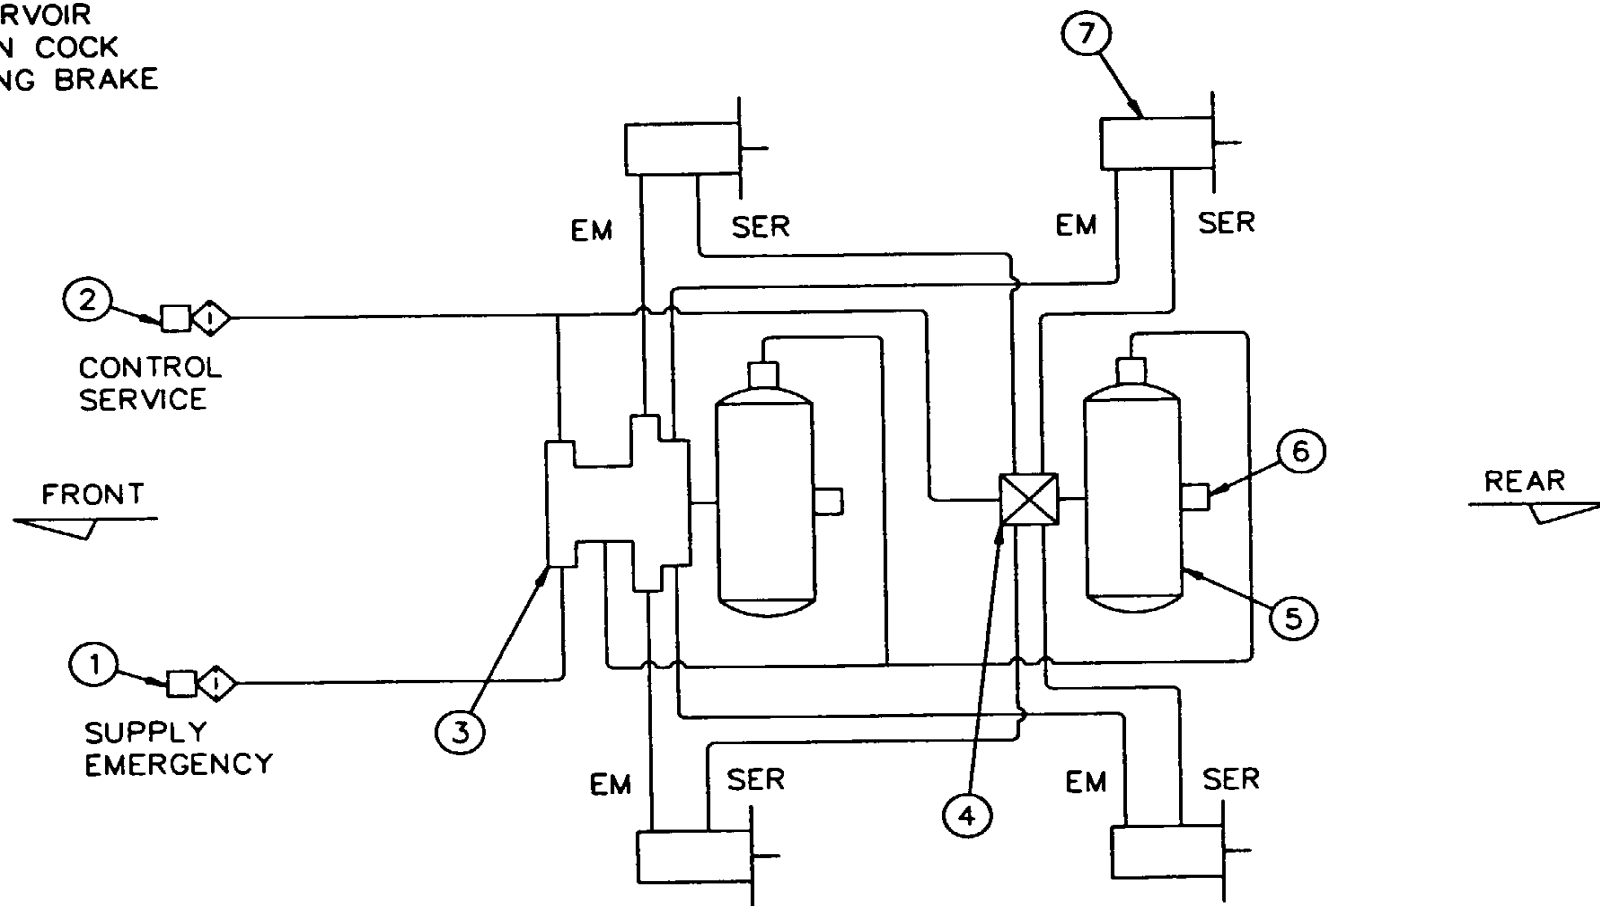 RVOIR
N COCK
NG BRAKE
7
EM
SER
EM
SER
2
CONTROL
SERVICE
6
FRONT
REAR
5
1
3
SUPPLY
EMERGENCY
4
EM
SER
EM
SER